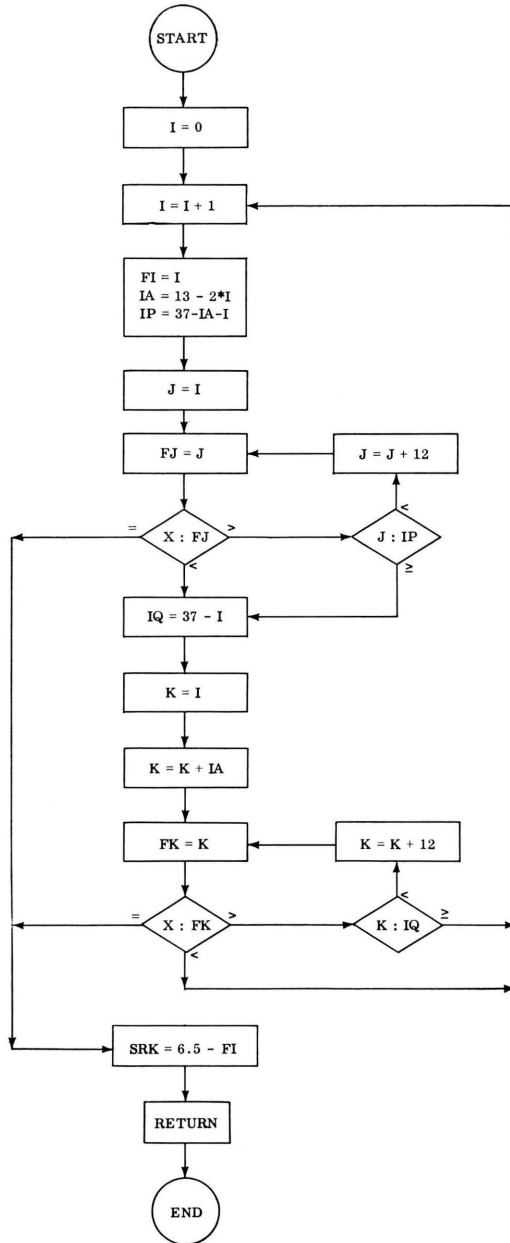 START
I = 0
I = I + 1
FI = I
IA = 13 - 2*I
IP = 37-IA-I
J = I
FJ = J
J = J + 12
=
X : FJ
>
<
J : IP
<
≥
IQ = 37 - I
K = I
K = K + IA
FK = K
K = K + 12
=
X : FK
>
<
K : IQ
<
≥
SRK = 6.5 - FI
RETURN
END